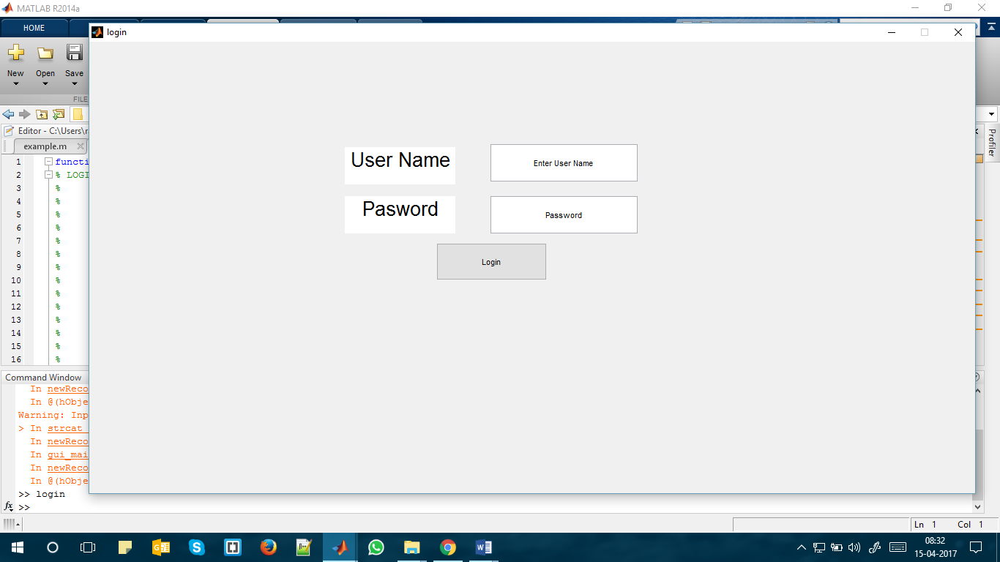 MATLAB R2014a
HOME
login
New
Open
Save
FILE
Editor - C:\Users\r
Profiler
example.m
1 functi
2 % LOGI
3 %
4 %
5 %
6 %
7 %
8 %
9 %
10 %
11 %
12 %
13 %
14 %
15 %
16 %
User Name
Enter User Name
Pasword
Password
Login
Command Window
In newReco
In @(hObje
Warning: Inp
> In strcat
In newReco
In gui_mai
In newReco
In @(hObje
>> login
fx >>
Ln 1 Col 1
08:32
15-04-2017